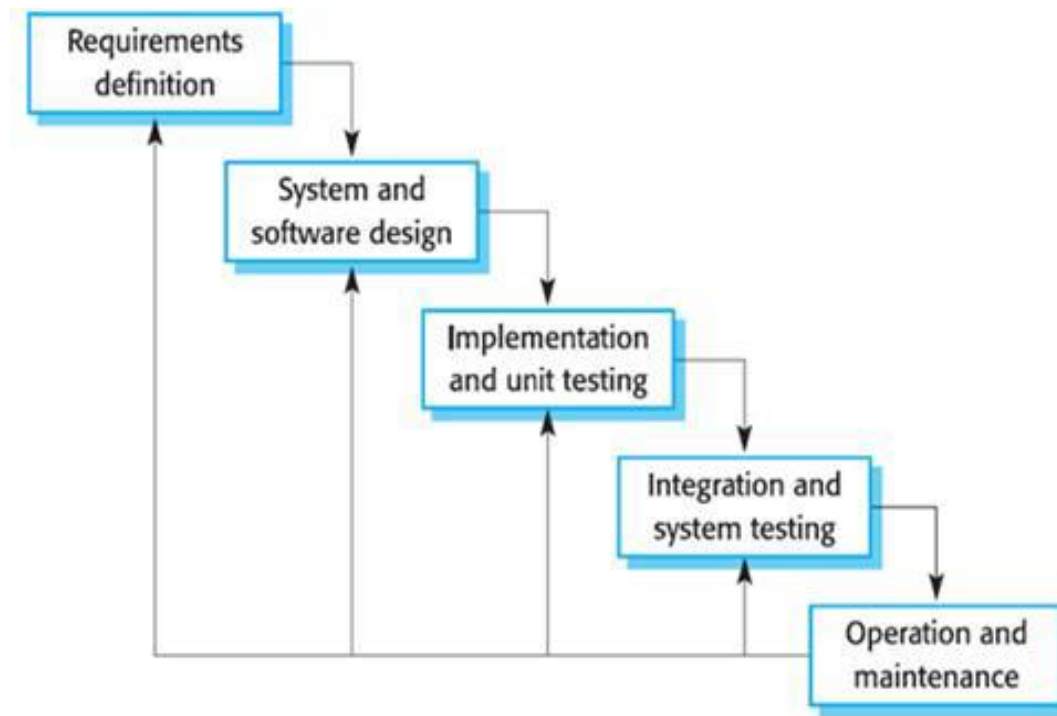 Requirements
definition
System and
software design
Implementation
and unit testing
Integration and
system testing
Operation and
maintenance